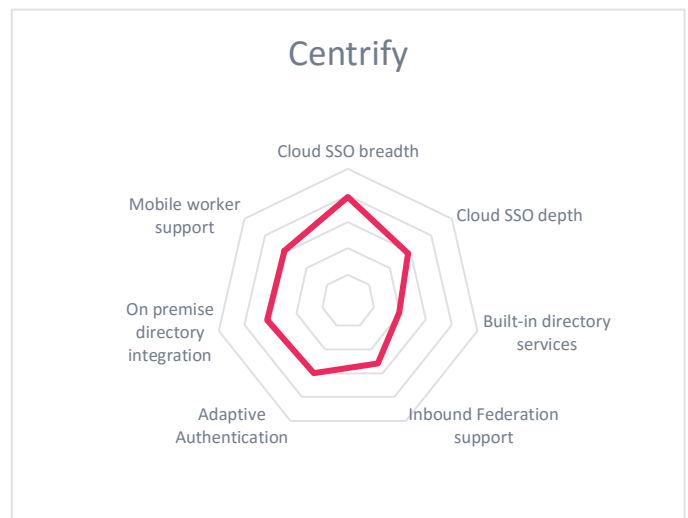 Centrify
Cloud SSO breadth
Cloud SSO depth
Built-in directory
services
Inbound Federation
support
Adaptive
Authentication
On premise
directory
integration
Mobile worker
support